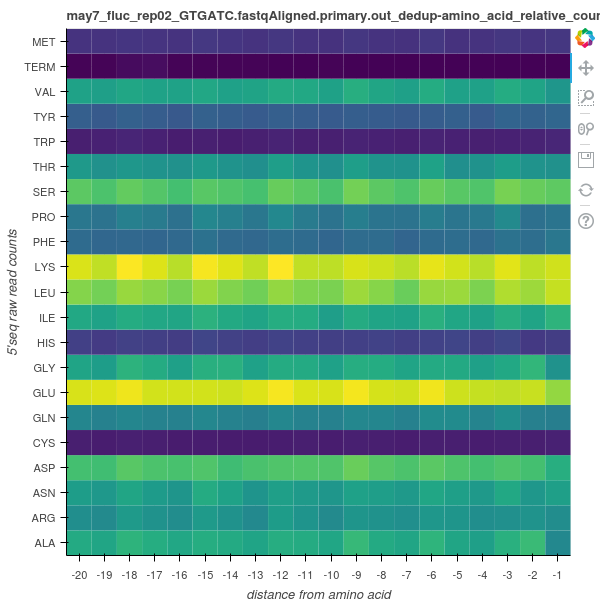 may7_fluc_rep02_GTGATC.fastqAligned.primary.out_dedup-amino_acid_relative_cour
MET
TERM
VAL
TYR
TRP
THR
SER
PRO
PHE
LYS
LEU
ILE
HIS
GLY
GLU
GLN
CYS
ASP
ASN
ARG
ALA
5'seq raw read counts
-20 -19 -18 -17 -16 -15 -14 -13 -12 -11 -10 -9 -8 -7 -6 -5 -4 -3 -2 -1
distance from amino acid